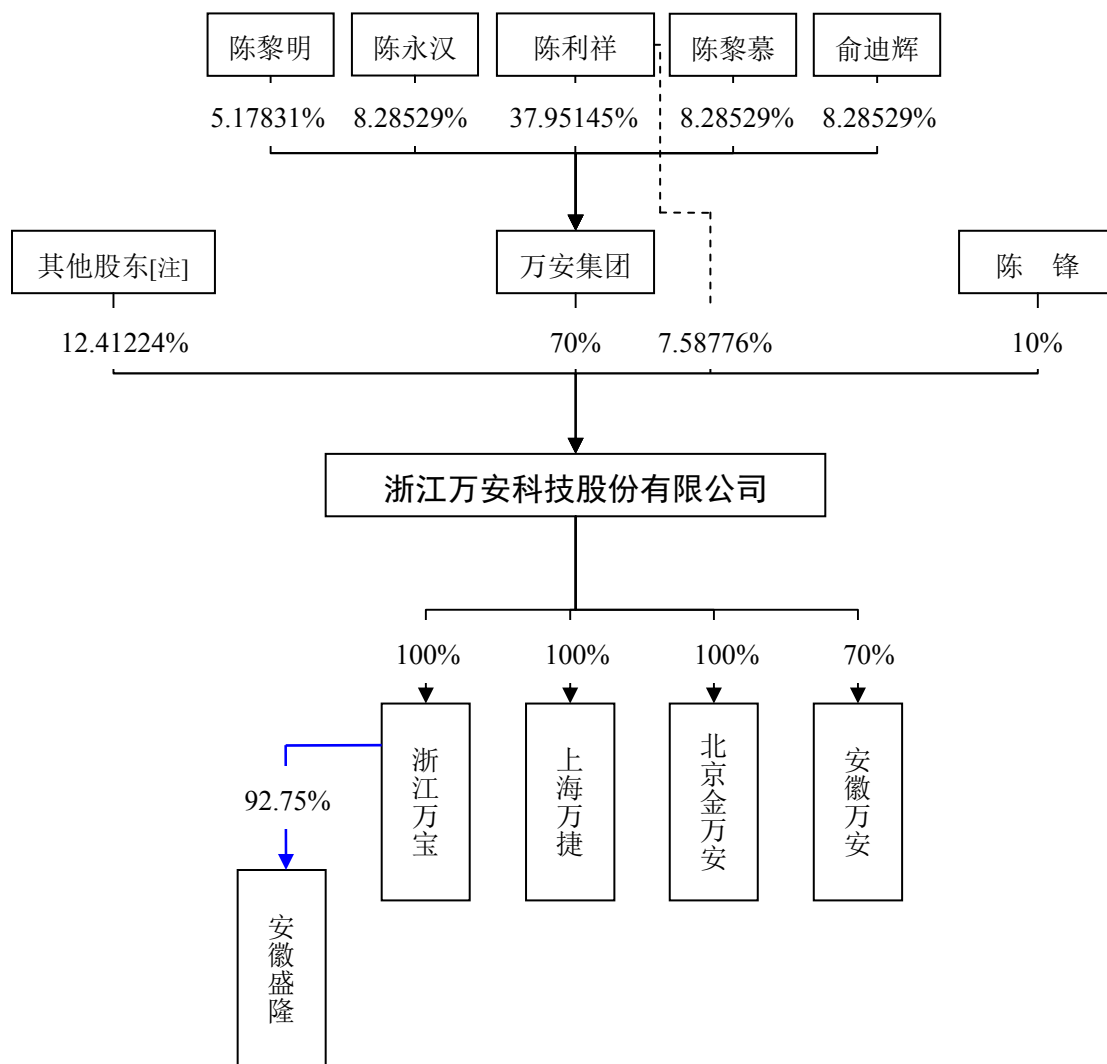 陈黎明 陈永汉 陈利祥 陈黎慕 俞迪辉
5.17831% 8.28529% 37.95145% 8.28529% 8.28529%
其他股东[注] 万安集团 陈 锋
12.41224% 70% 7.58776% 10%
浙江万安科技股份有限公司
100% 100% 100% 70%
浙江万宝
上海万捷
北京金万安
安徽万安
92.75%
安徽盛隆